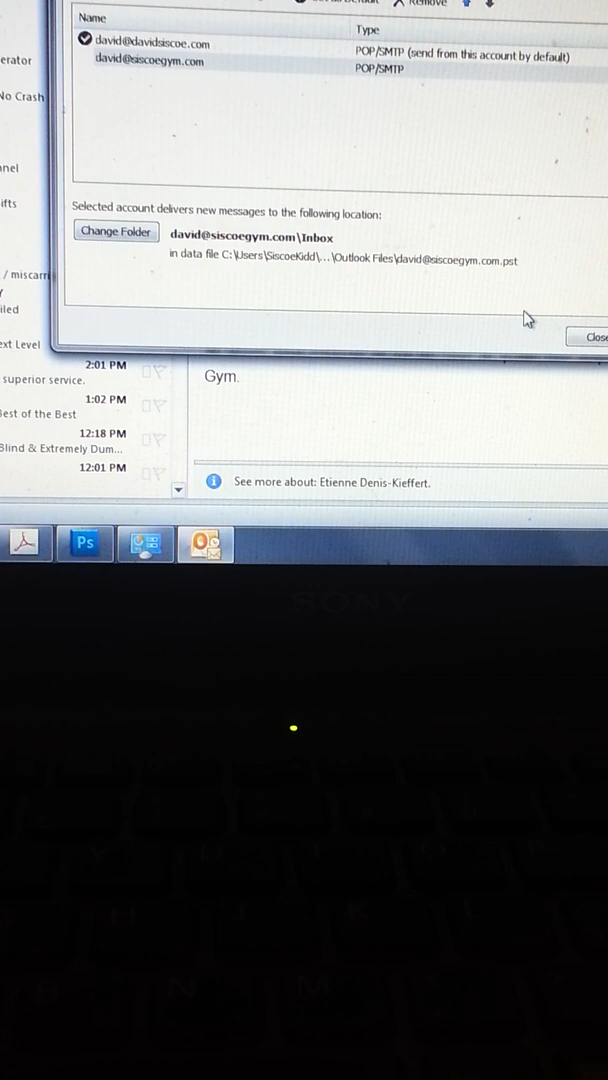 Remove
Name Type
david@davidsiscoe.com POP/SMTP (send from this account by default)
david@siscoegym.com POP/SMTP
erator
No Crash
nnel
ifts
/ miscarri
iled
ext Level
Selected account delivers new messages to the following location:
Change Folder david@siscoegym.com\Inbox
in data file C:\Users\SiscoeKidd\...\Outlook Files\david@siscoegym.com.pst
Close
2:01 PM
superior service.
Gym.
1:02 PM
Best of the Best
12:18 PM
Blind & Extremely Dum...
12:01 PM
See more about: Etienne Denis-Kieffert.
Ps
SONY